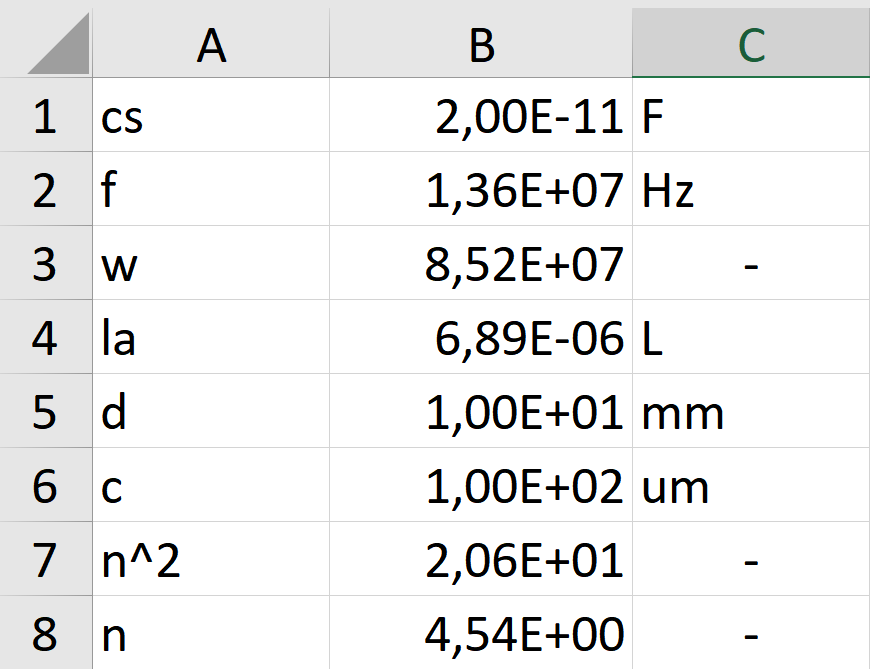 A B C
1 cs 2,00E-11 F
2 f 1,36E+07 Hz
3 w 8,52E+07 -
4 la 6,89E-06 L
5 d 1,00E+01 mm
6 c 1,00E+02 um
7 n^2 2,06E+01 -
8 n 4,54E+00 -